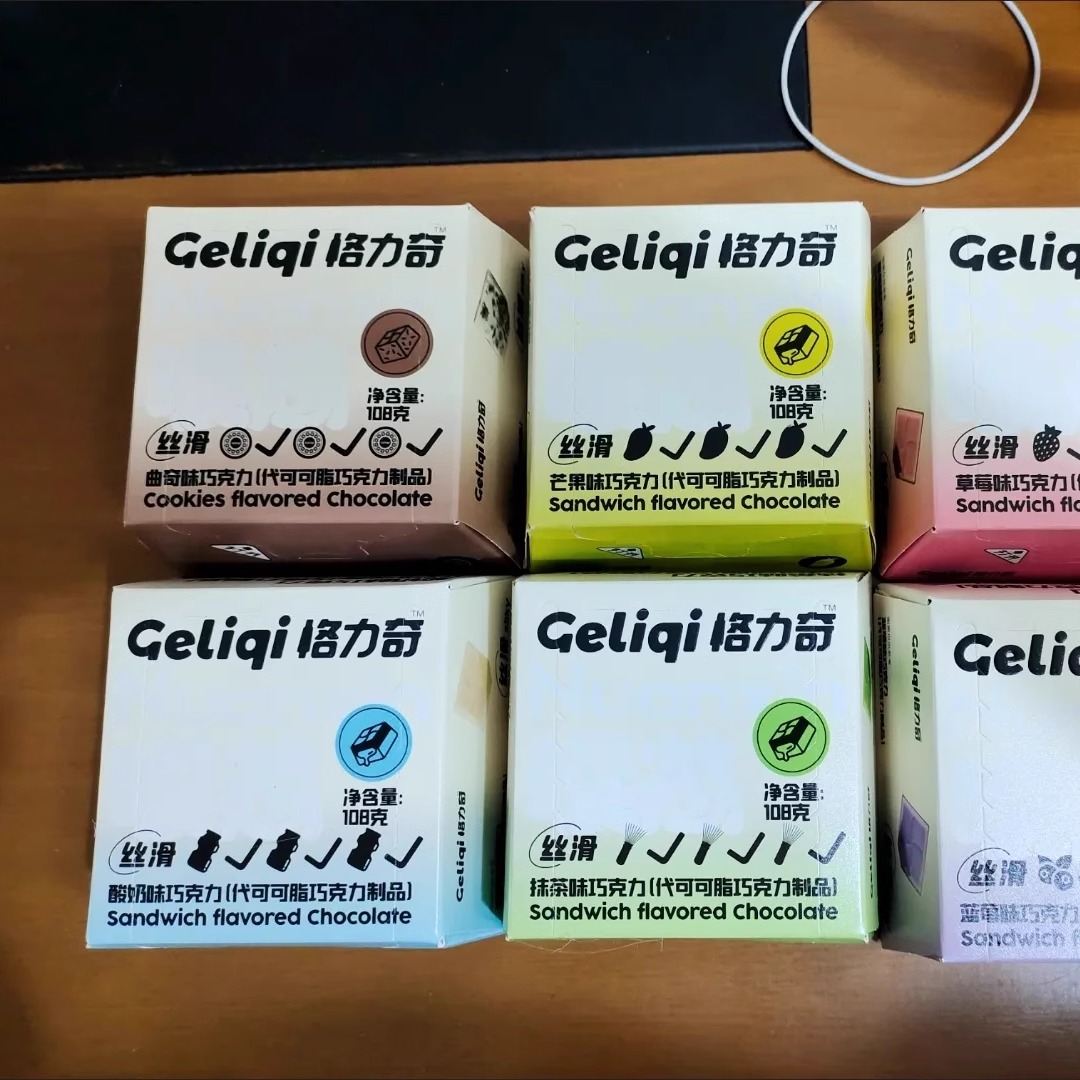 Geliqi 格力奇 TM
净含量:
108克
丝滑
曲奇味巧克力(代可可脂巧克力制品)
Cookies flavored Chocolate
Geliqi 格力奇
Geliqi 格力奇 TM
净含量:
108克
丝滑
芒果味巧克力(代可可脂巧克力制品)
Sandwich flavored Chocolate
Geliqi 格力奇
Geliq
丝滑
草莓味巧克力(
Sandwich fl
Geliqi 格力奇 TM
净含量:
108克
丝滑
酸奶味巧克力(代可可脂巧克力制品)
Sandwich flavored Chocolate
Geliqi 格力奇
Geliqi 格力奇 TM
净含量:
108克
丝滑
抹茶味巧克力(代可可脂巧克力制品)
Sandwich flavored Chocolate
Geliqi 格力奇
Geli
丝滑
蓝莓味巧克力
Sandwich f